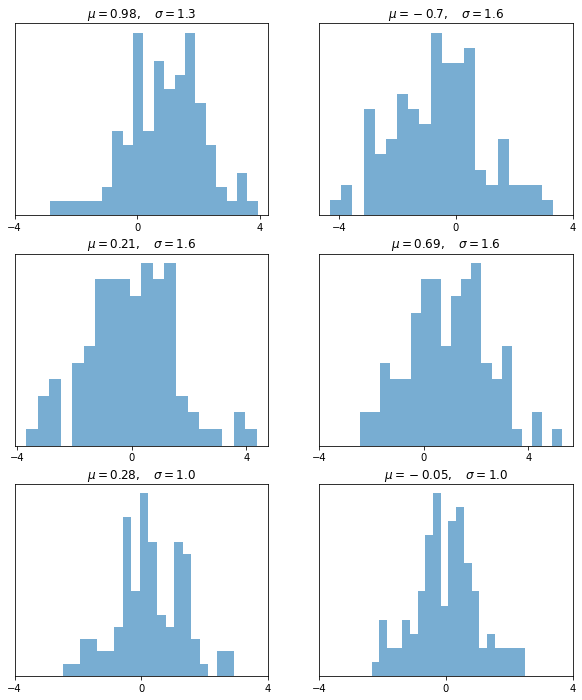 μ = 0.98, σ = 1.3
μ = −0.7, σ = 1.6
−4 0 4
−4 0 4
μ = 0.21, σ = 1.6
μ = 0.69, σ = 1.6
−4 0 4
−4 0 4
μ = 0.28, σ = 1.0
μ = −0.05, σ = 1.0
−4 0 4
−4 0 4